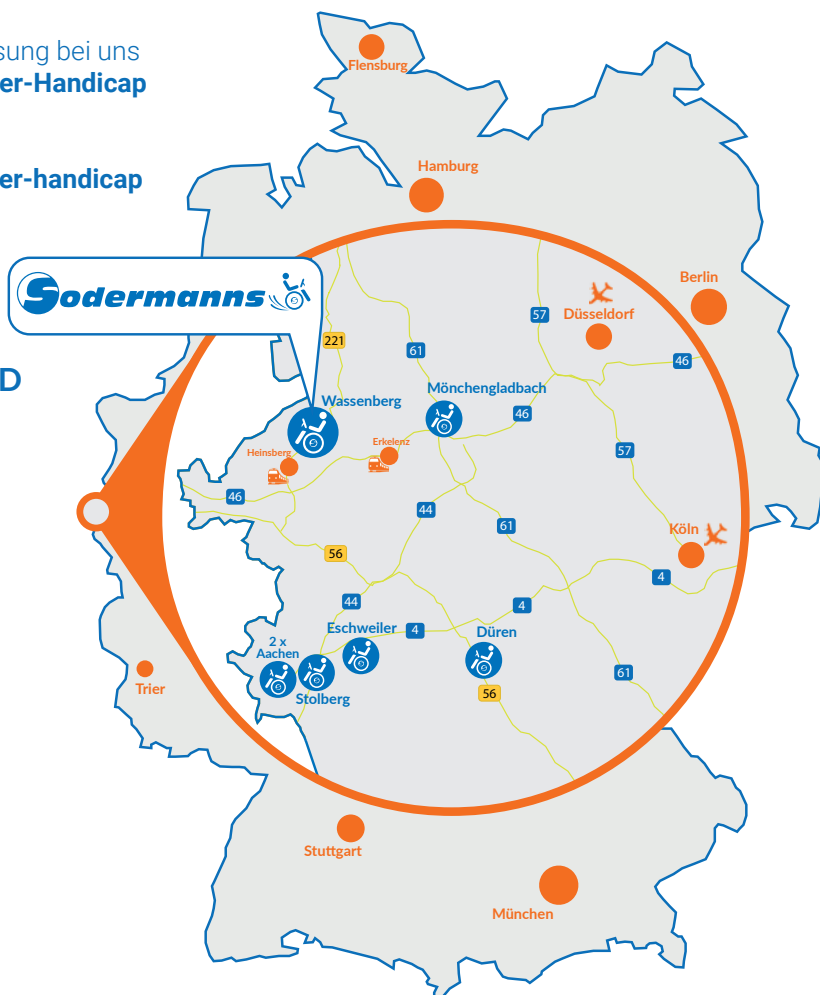 sung bei uns
er-Handicap
er-handicap
D
Flensburg
Hamburg
Berlin
Sodermanns
Düsseldorf
57
221
61
46
Mönchengladbach
Wassenberg
46
Erkelenz
Heinsberg
57
46
44
61
Köln
56
4
44
4
Eschweiler
4
Düren
2 x
Aachen
Stolberg
61
56
Trier
Stuttgart
München